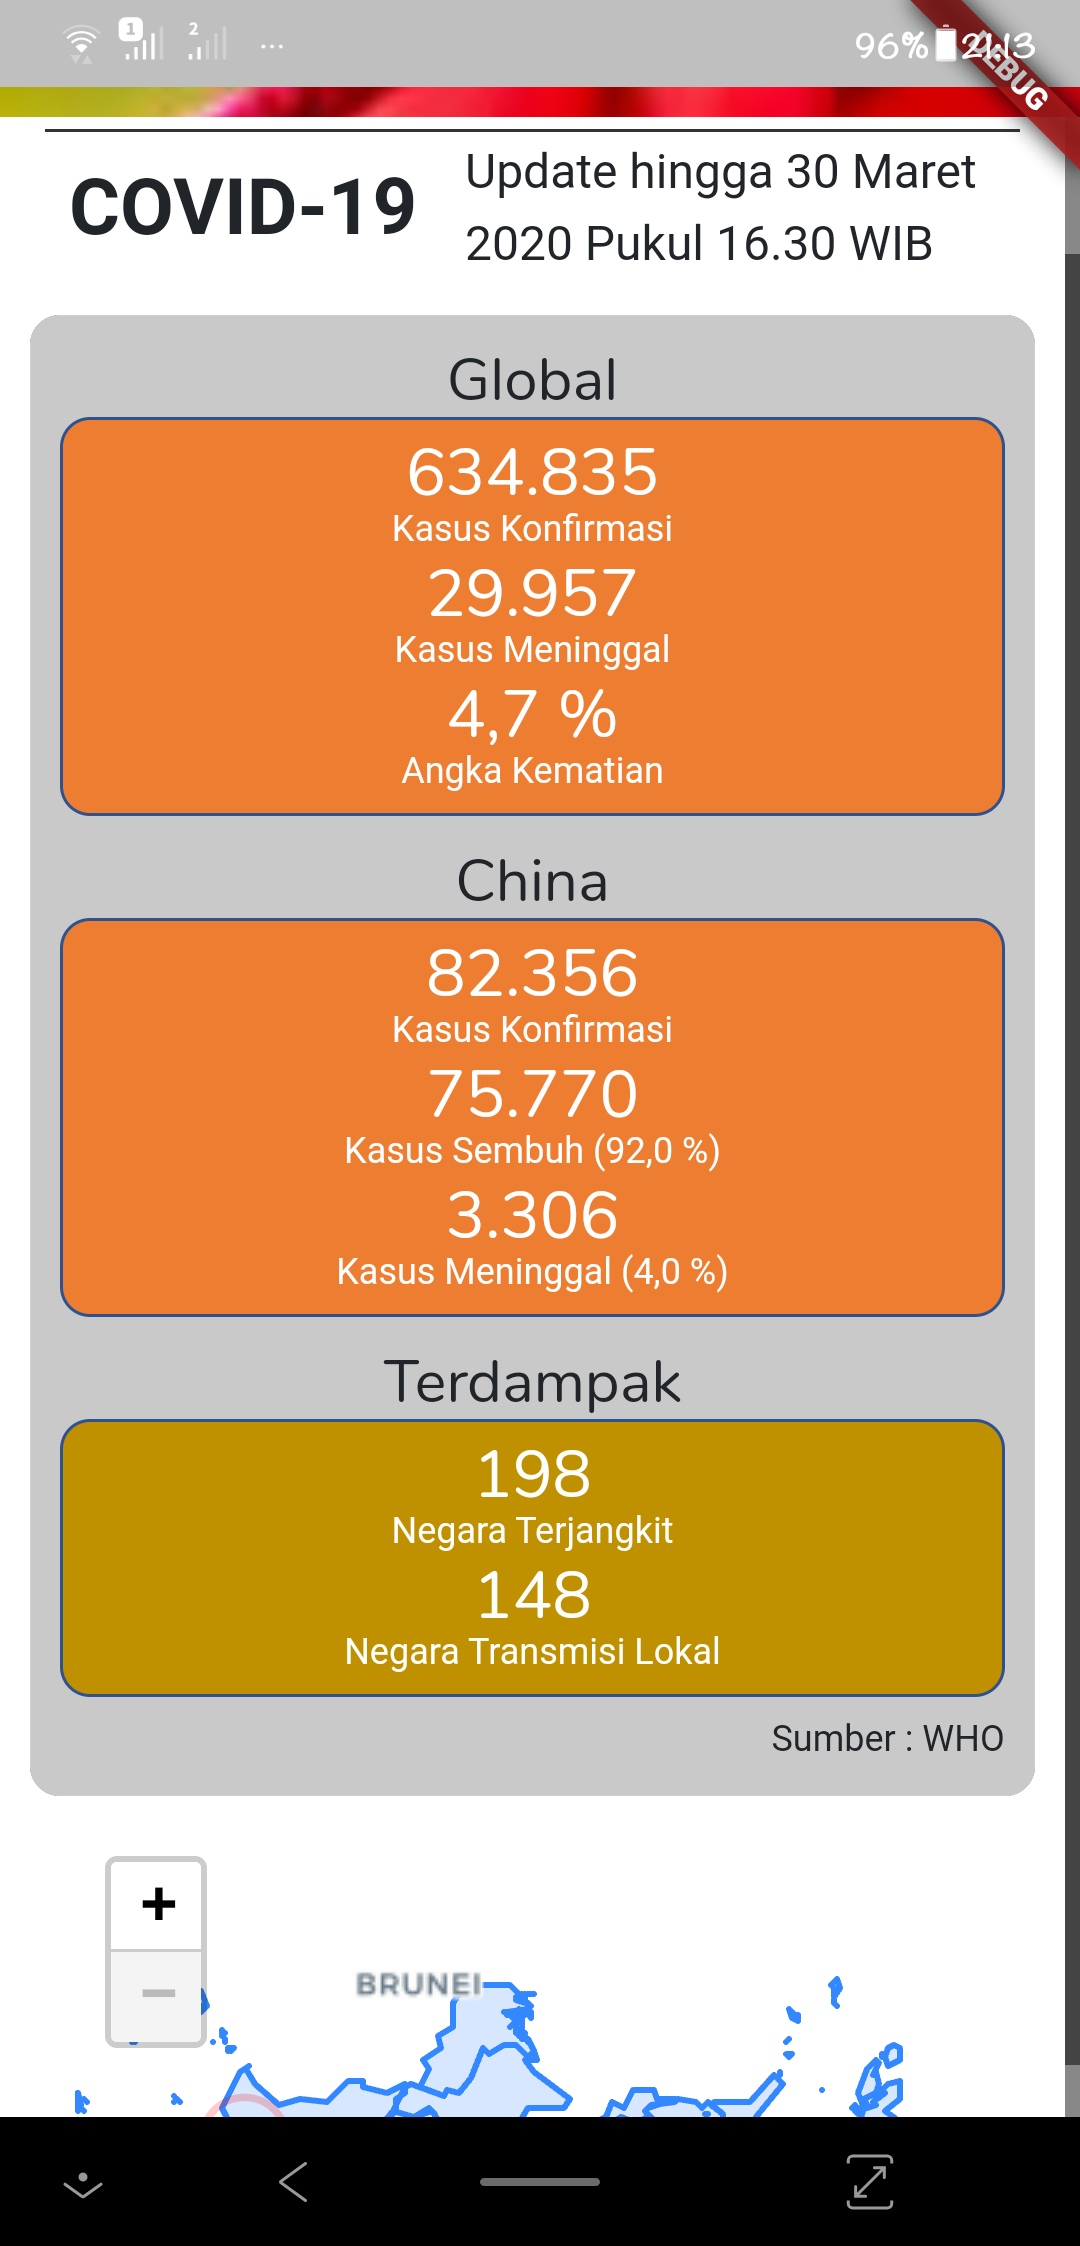 1
2
...
96%
21:13
DEBUG
COVID-19
Update hingga 30 Maret
2020 Pukul 16.30 WIB
Global
634.835
Kasus Konfirmasi
29.957
Kasus Meninggal
4,7 %
Angka Kematian
China
82.356
Kasus Konfirmasi
75.770
Kasus Sembuh (92,0 %)
3.306
Kasus Meninggal (4,0 %)
Terdampak
198
Negara Terjangkit
148
Negara Transmisi Lokal
Sumber : WHO
+
−
BRUNEI